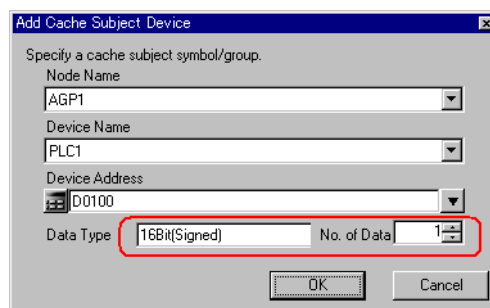 Add Cache Subject Device
Specify a cache subject symbol/group.
Node Name
AGP1
Device Name
PLC1
Device Address
D0100
Data Type 16Bit(Signed) No. of Data 1
OK Cancel